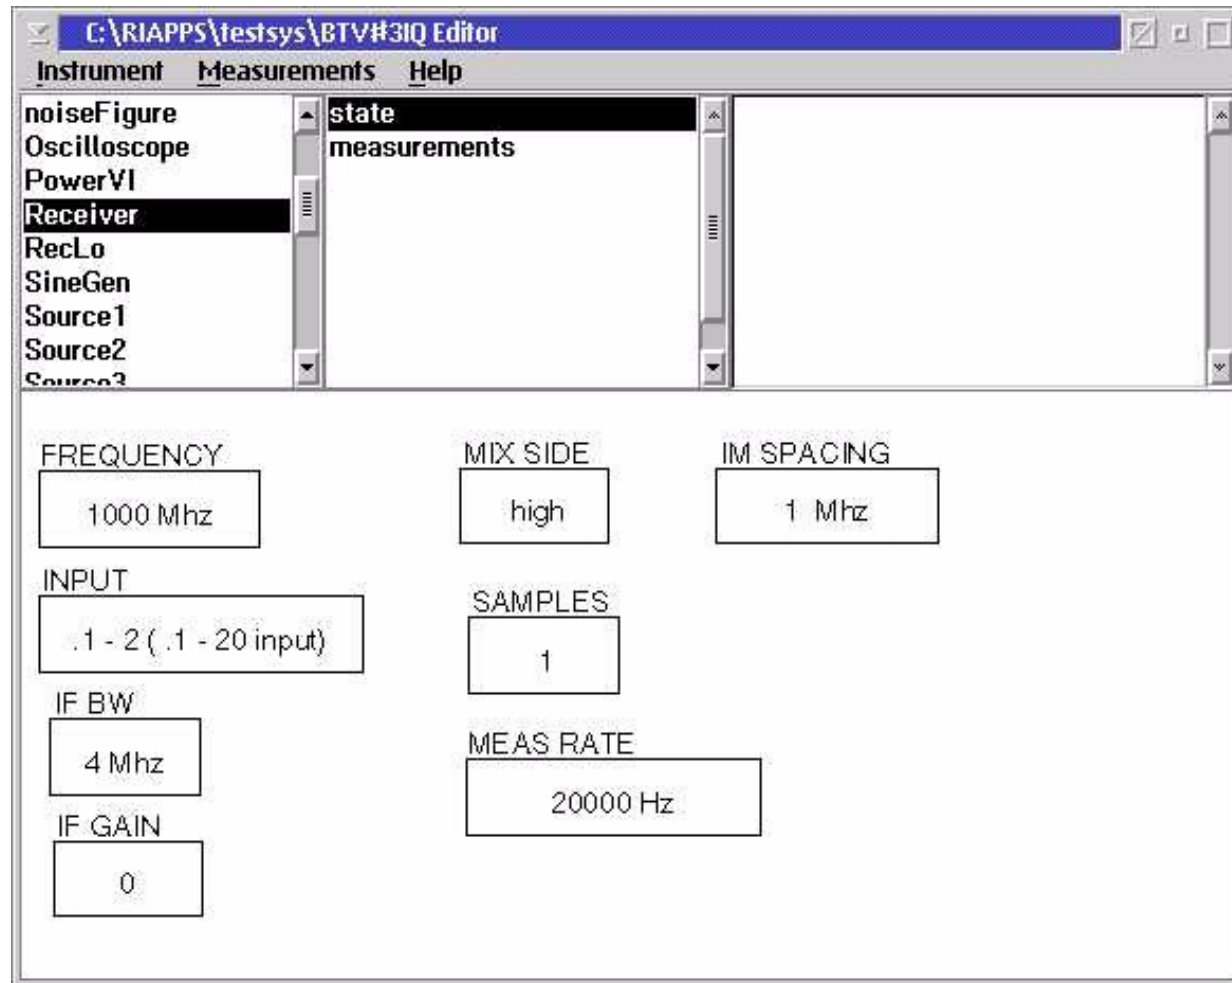 C:\RIAPPS\testsys\BTV#3IQ Editor
Instrument Measurements Help
noiseFigure
Oscilloscope
PowerVI
Receiver
RecLo
SineGen
Source1
Source2
Source3
state
measurements
FREQUENCY
1000 Mhz
MIX SIDE
high
IM SPACING
1 Mhz
INPUT
.1 - 2 ( .1 - 20 input)
SAMPLES
1
IF BW
4 Mhz
MEAS RATE
20000 Hz
IF GAIN
0